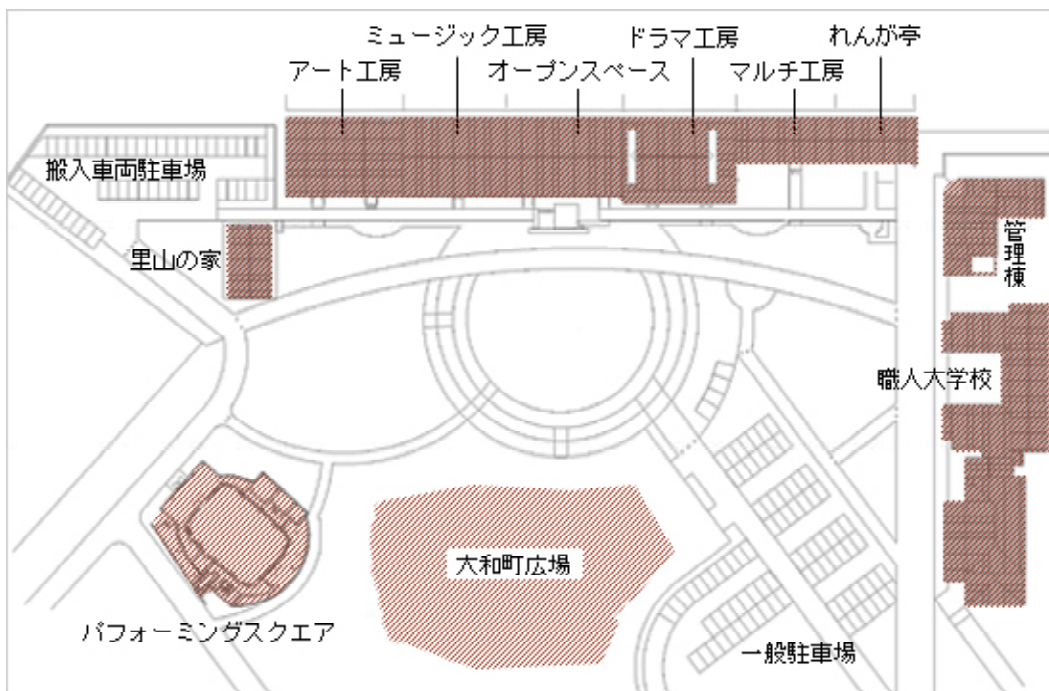 ミュージック工房
ドラマ工房
れんが亭
アート工房
オープンスペース
マルチ工房
搬入車両駐車場
里山の家
管理棟
職人大学校
大和町広場
パフォーミングスクエア
一般駐車場